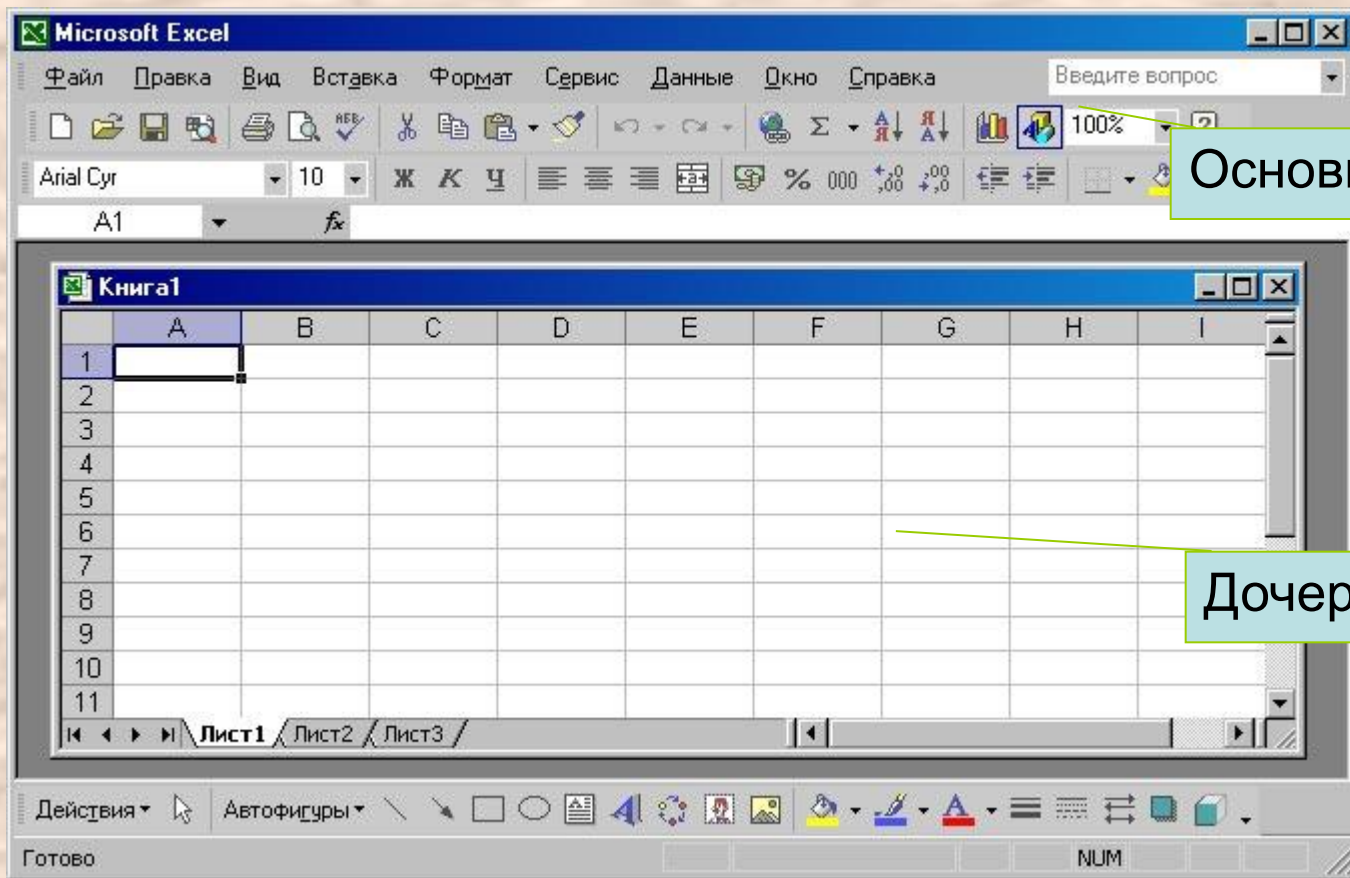 Microsoft Excel
Файл Правка Вид Вставка Формат Сервис Данные Окно Справка Введите вопрос
100%
Arial Cyr 10 Ж К Ч % 000
A1 fx
Книга1
A B C D E F G H I
1
2
3
4
5
6
7
8
9
10
11
Лист1 Лист2 Лист3
Действия Автофигуры
Готово NUM